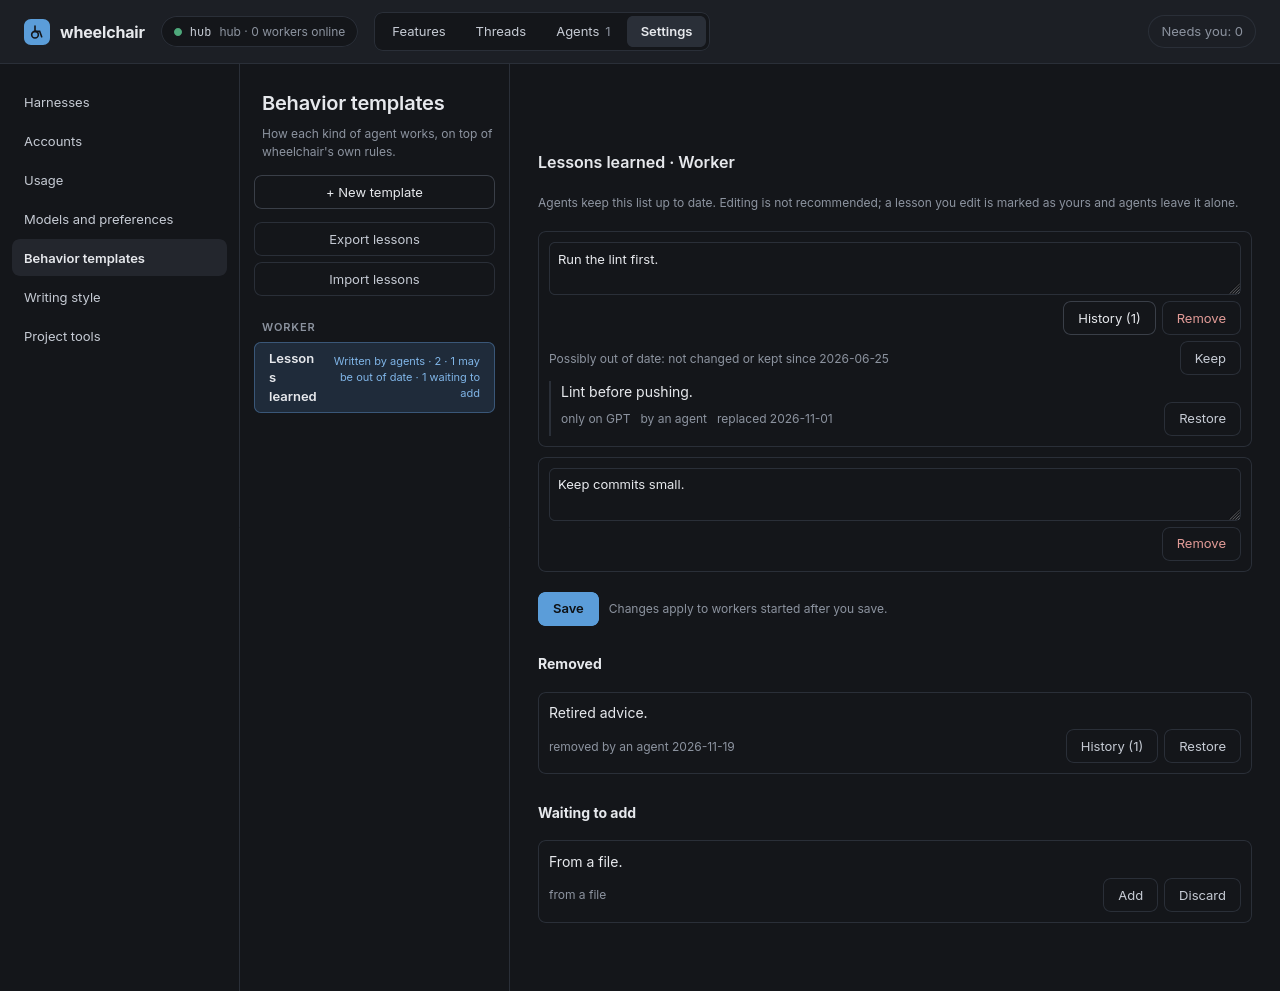 wheelchair
hub hub · 0 workers online
Features Threads Agents 1 Settings
Needs you: 0
Harnesses
Accounts
Usage
Models and preferences
Behavior templates
Writing style
Project tools
Behavior templates
How each kind of agent works, on top of
wheelchair's own rules.
+ New template
Export lessons
Import lessons
WORKER
Lesson
s
learned
Written by agents · 2 · 1 may
be out of date · 1 waiting to
add
Lessons learned · Worker
Agents keep this list up to date. Editing is not recommended; a lesson you edit is marked as yours and agents leave it alone.
Run the lint first.
History (1) Remove
Possibly out of date: not changed or kept since 2026-06-25 Keep
Lint before pushing.
only on GPT by an agent replaced 2026-11-01 Restore
Keep commits small.
Remove
Save Changes apply to workers started after you save.
Removed
Retired advice.
removed by an agent 2026-11-19 History (1) Restore
Waiting to add
From a file.
from a file Add Discard